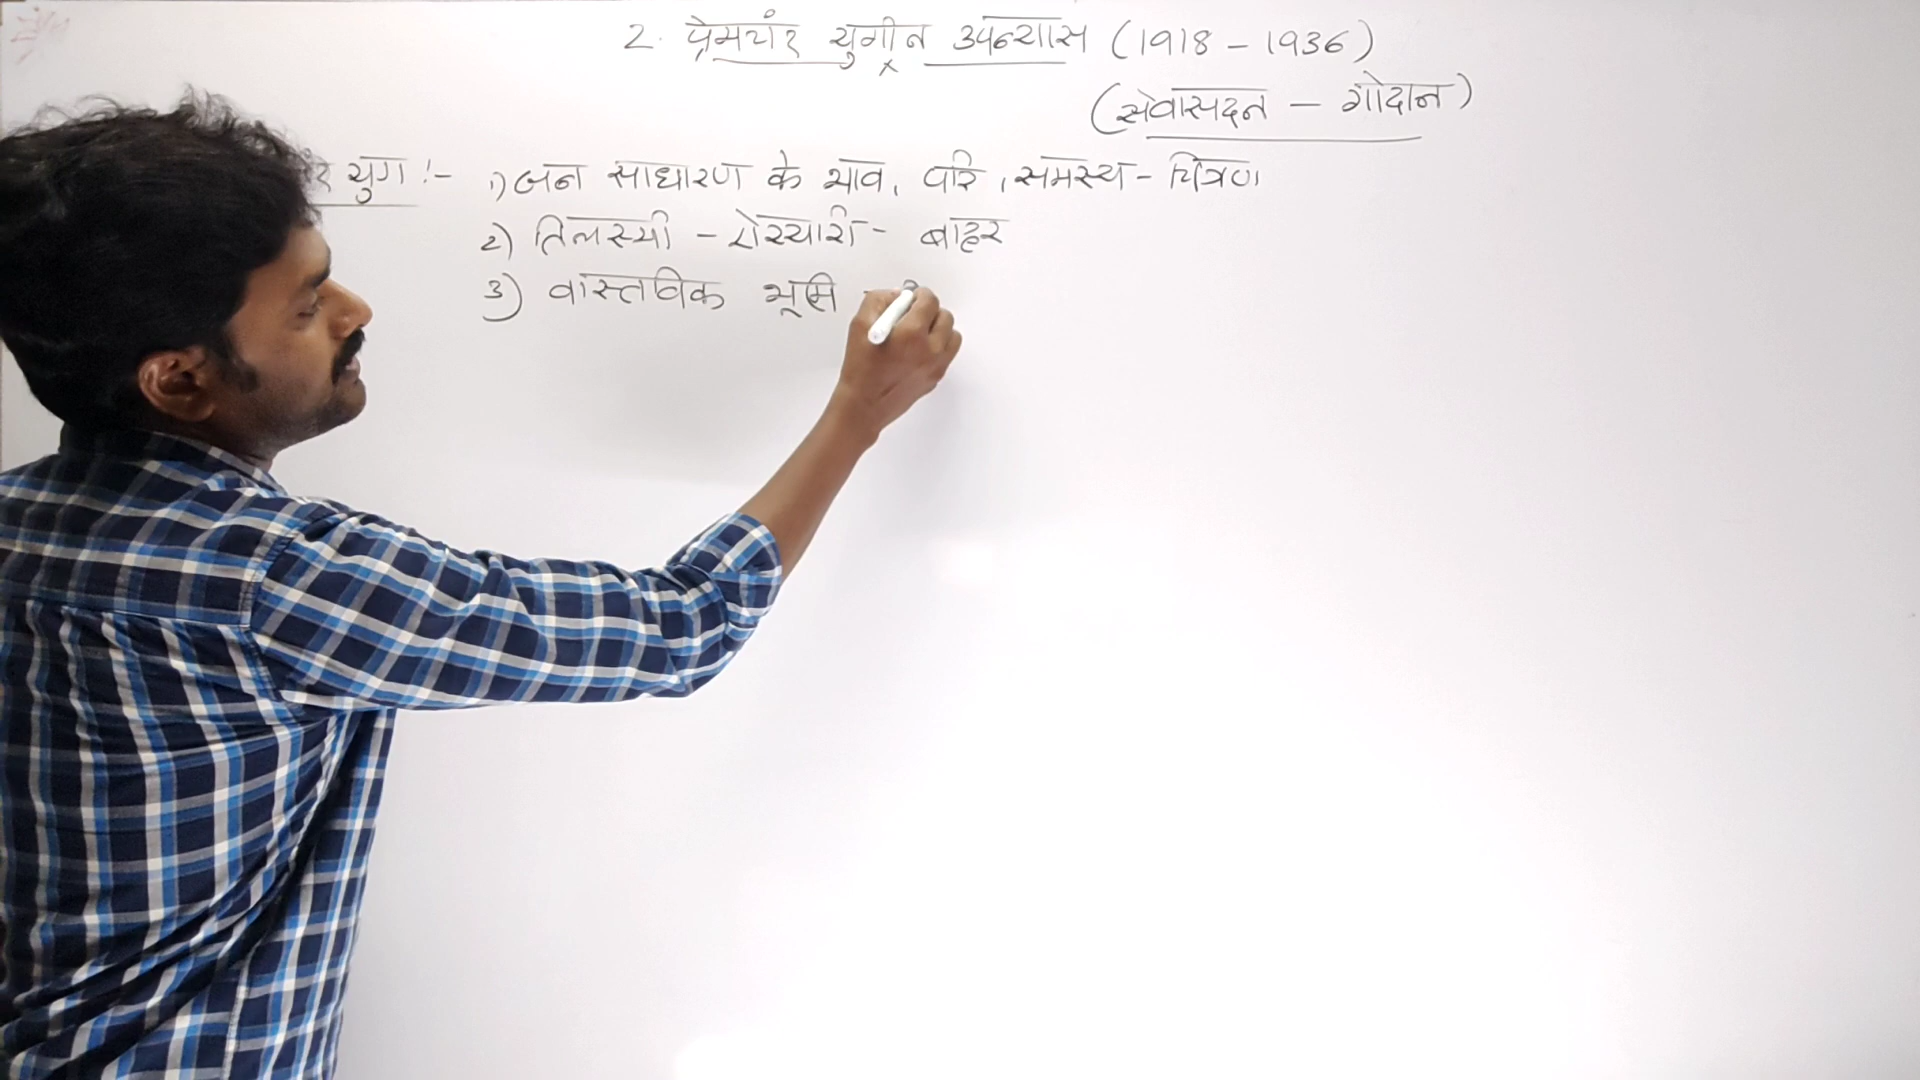 2. प्रेमचंद युगीन उपन्यास (1918 - 1936)
(सेवासदन - गोदान)
युग :- 1) जन साधारण के भाव, परि, समस्य - चित्रण
2) तिलस्मी - ऐय्यारी - बाहर
3) वास्तविक भूमि -